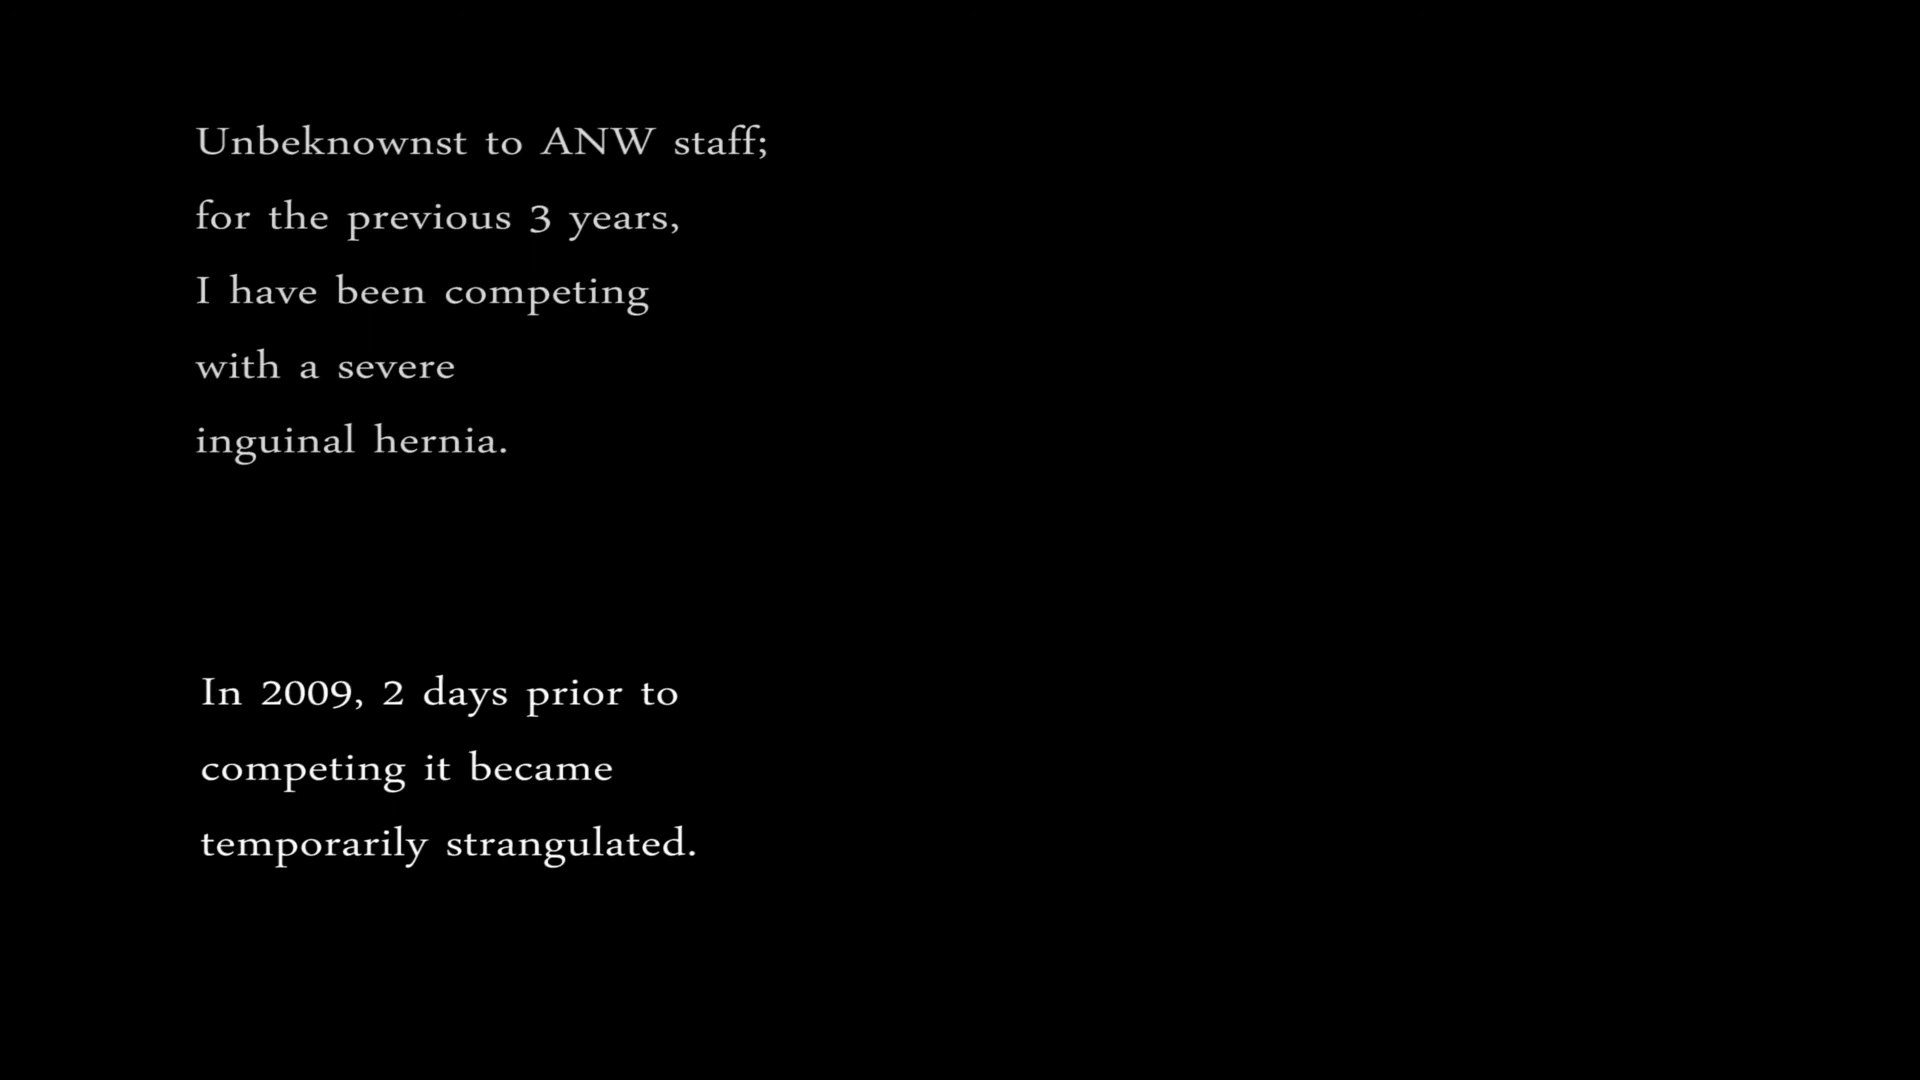 Unbeknownst to ANW staff;
for the previous 3 years,
I have been competing
with a severe
inguinal hernia.
In 2009, 2 days prior to
competing it became
temporarily strangulated.